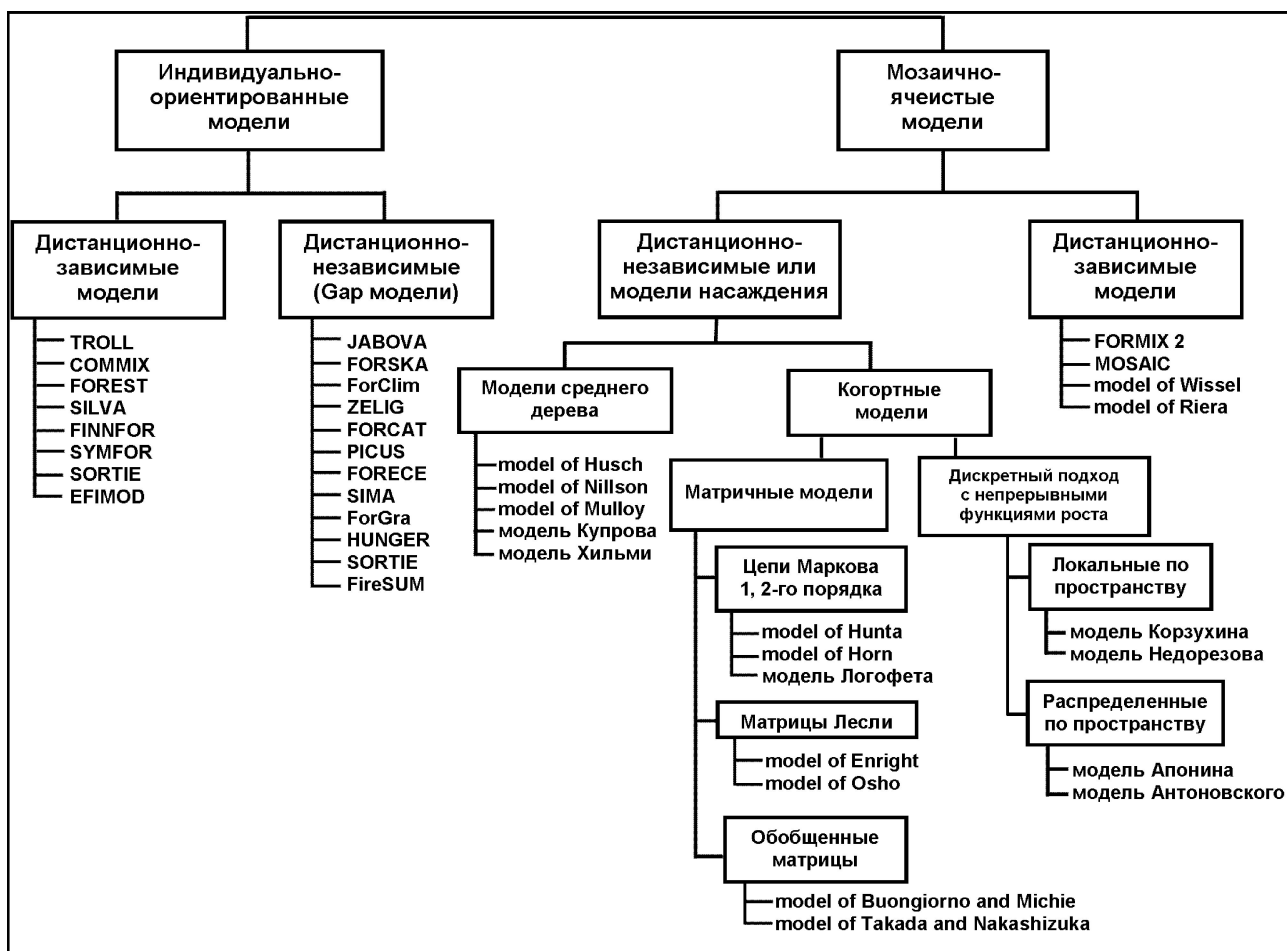 Индивидуально-
ориентированные
модели
Мозаично-
ячеистые
модели
Дистанционно-
зависимые
модели
TROLL
COMMIX
FOREST
SILVA
FINNFOR
SYMFOR
SORTIE
EFIMOD
Дистанционно-
независимые
(Gap модели)
JABOVA
FORSKA
ForClim
ZELIG
FORCAT
PICUS
FORECE
SIMA
ForGra
HUNGER
SORTIE
FireSUM
Дистанционно-
независимые или
модели насаждения
Дистанционно-
зависимые
модели
FORMIX 2
MOSAIC
model of Wissel
model of Riera
Модели среднего
дерева
model of Husch
model of Nillson
model of Mulloy
модель Купрова
модель Хильми
Когортные
модели
Матричные модели
Цепи Маркова
1, 2-го порядка
model of Hunta
model of Horn
модель Логофета
Матрицы Лесли
model of Enright
model of Osho
Обобщенные
матрицы
model of Buongiorno and Michie
model of Takada and Nakashizuka
Дискретный подход
с непрерывными
функциями роста
Локальные по
пространству
модель Корзухина
модель Недорезова
Распределенные
по пространству
модель Апонина
модель Антоновского